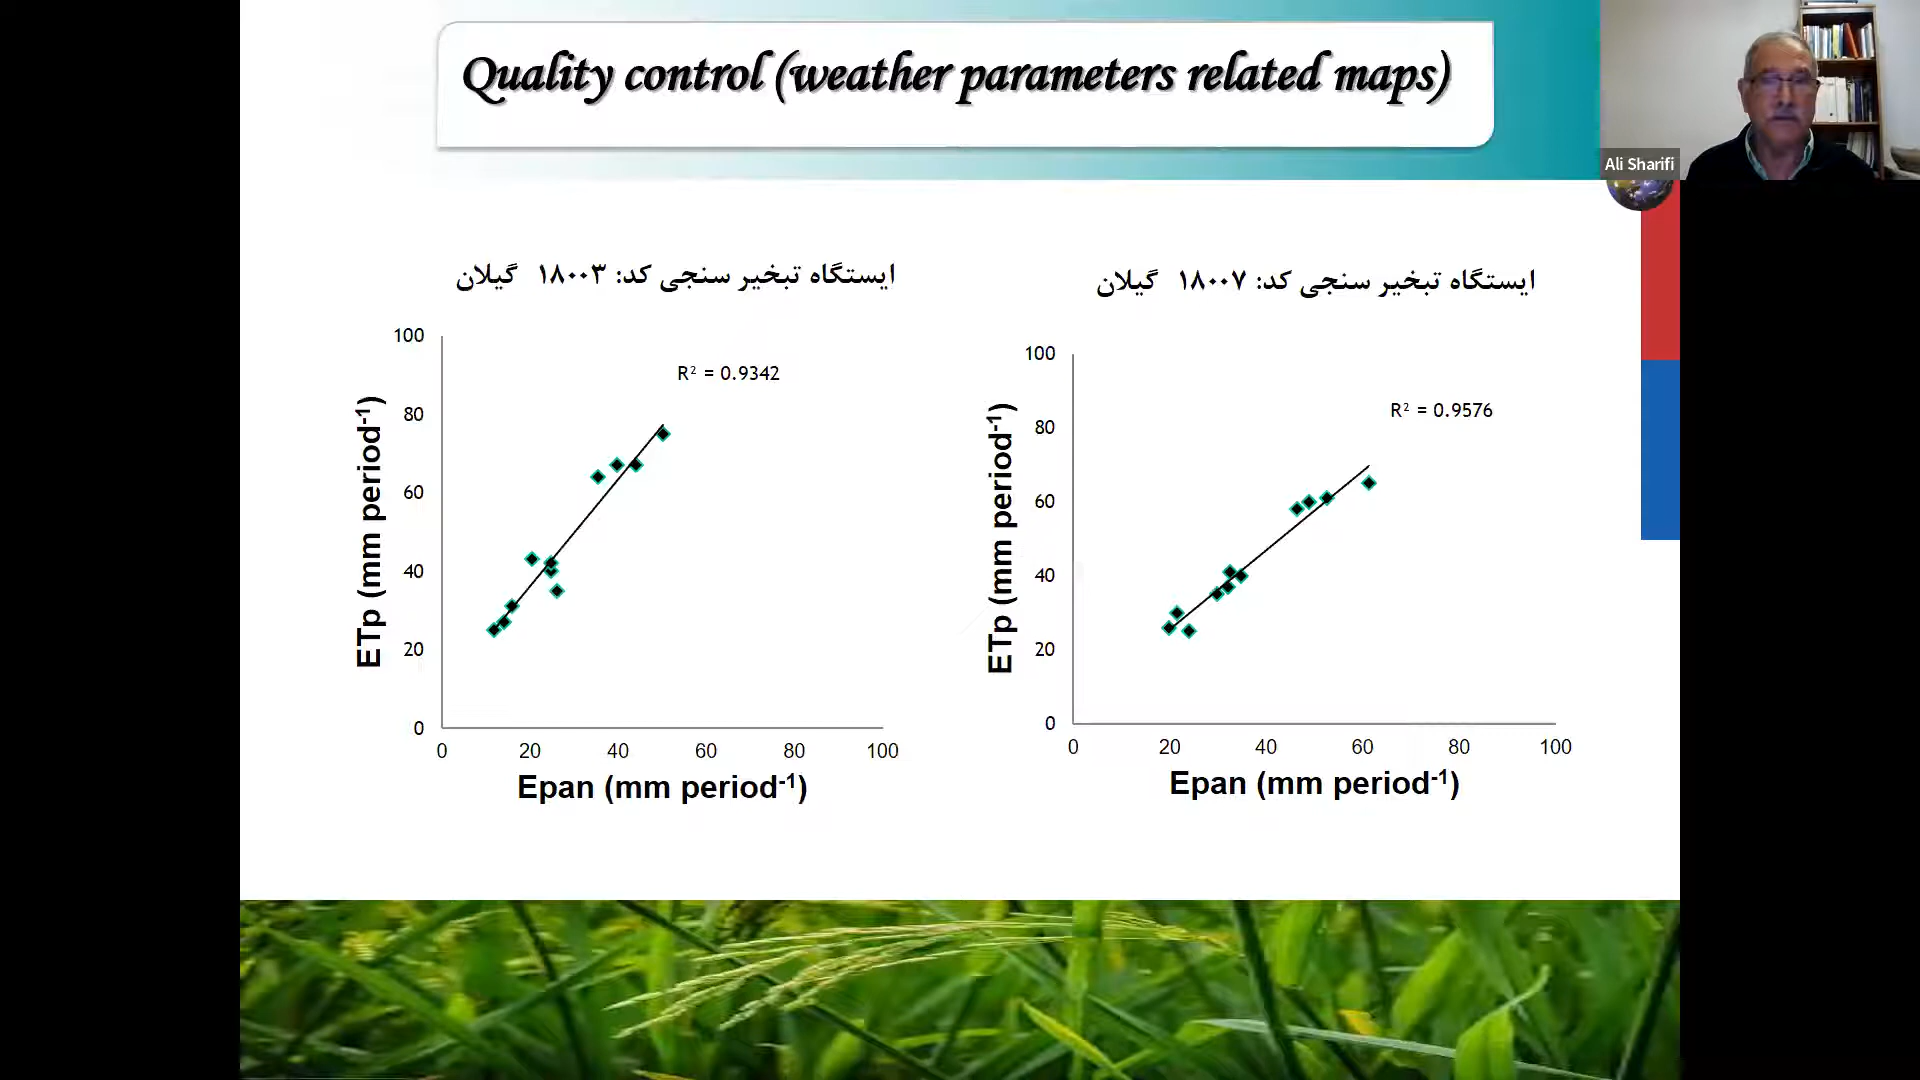 Quality control (weather parameters related maps)
Ali Sharifi
ایستگاه تبخیر سنجی کد: ۱۸۰۰۳ گیلان
100
80
60
40
20
0
R² = 0.9342
ETp (mm period⁻¹)
0 20 40 60 80 100
Epan (mm period⁻¹)
ایستگاه تبخیر سنجی کد: ۱۸۰۰۷ گیلان
100
80
60
40
20
0
R² = 0.9576
ETp (mm period⁻¹)
0 20 40 60 80 100
Epan (mm period⁻¹)